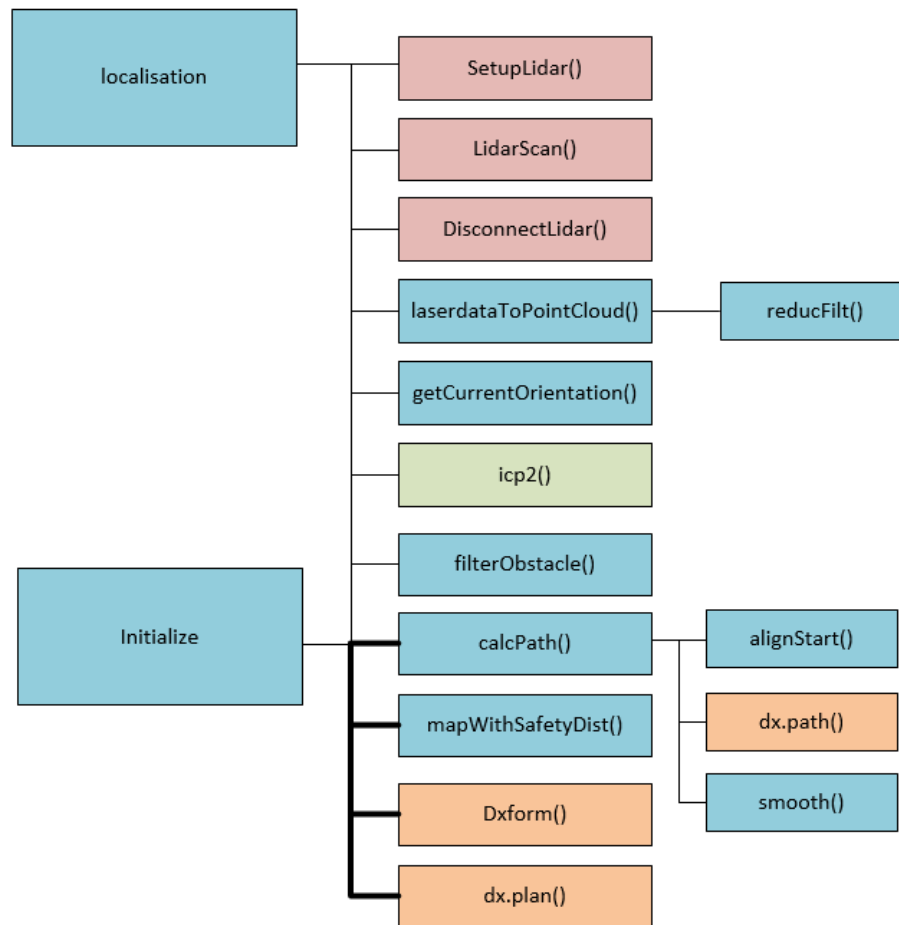 localisation
SetupLidar()
LidarScan()
DisconnectLidar()
laserdataToPointCloud()
reducFilt()
getCurrentOrientation()
icp2()
filterObstacle()
Initialize
calcPath()
alignStart()
mapWithSafetyDist()
dx.path()
Dxform()
smooth()
dx.plan()